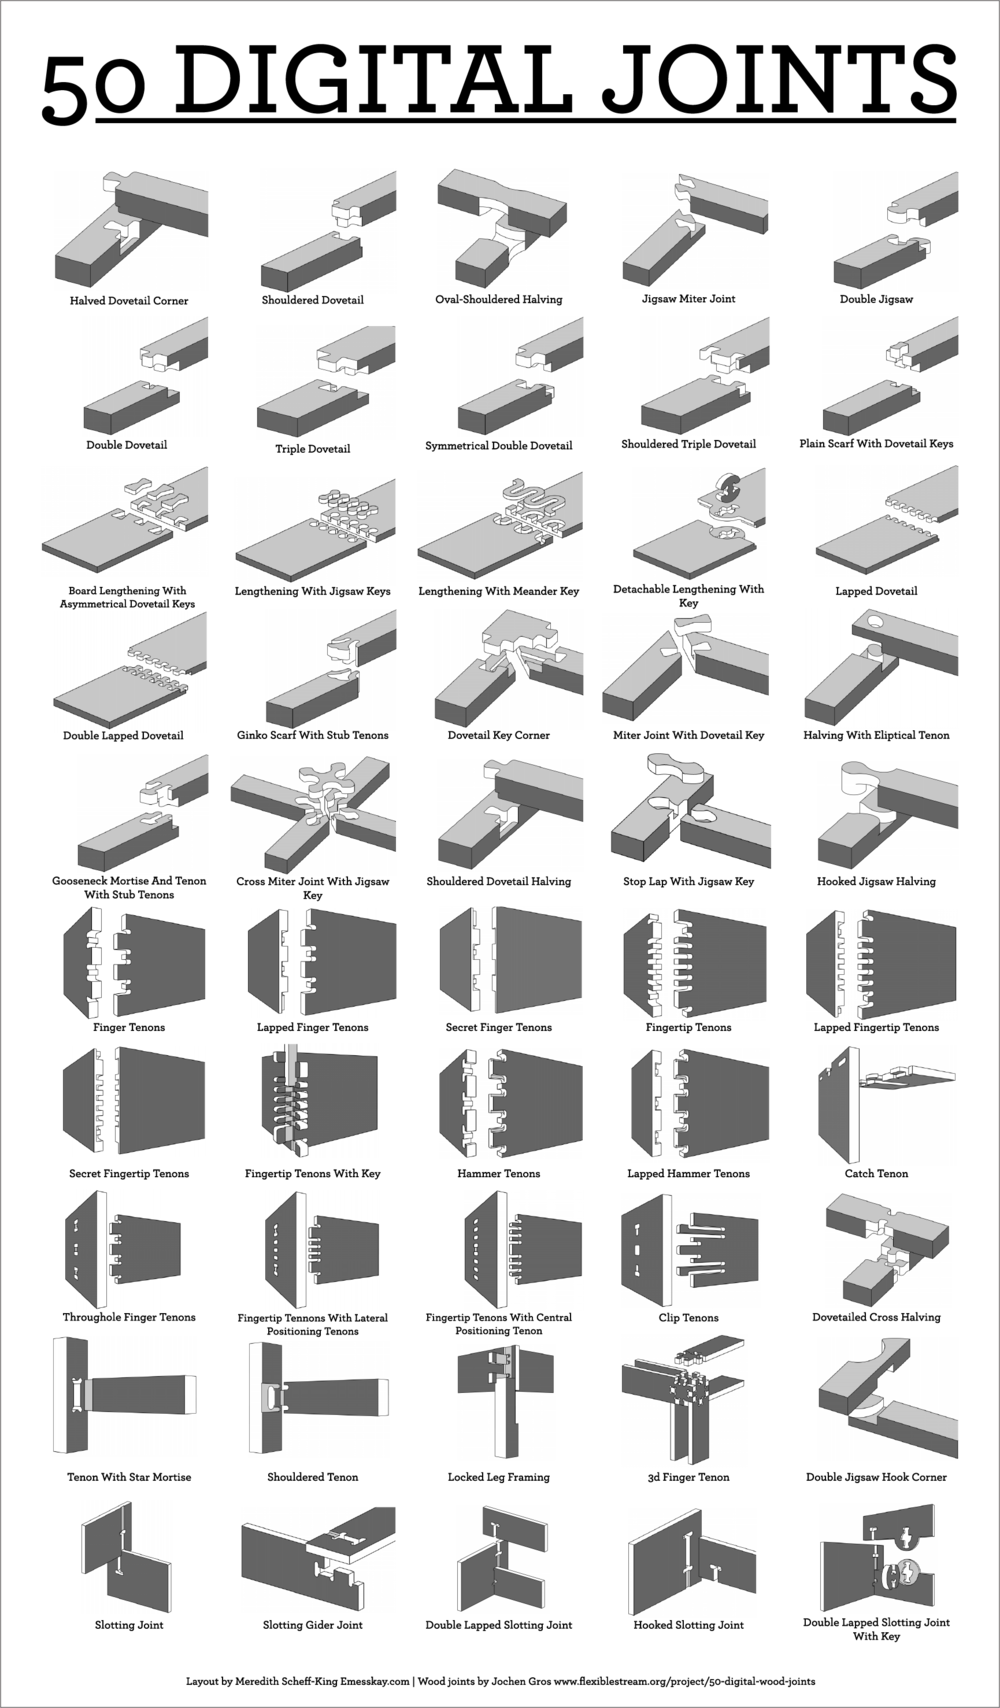 50 DIGITAL JOINTS
Halved Dovetail Corner
Shouldered Dovetail
Oval-Shouldered Halving
Jigsaw Miter Joint
Double Jigsaw
Double Dovetail
Triple Dovetail
Symmetrical Double Dovetail
Shouldered Triple Dovetail
Plain Scarf With Dovetail Keys
Board Lengthening With
Asymmetrical Dovetail Keys
Lengthening With Jigsaw Keys
Lengthening With Meander Key
Detachable Lengthening With
Key
Lapped Dovetail
Double Lapped Dovetail
Ginko Scarf With Stub Tenons
Dovetail Key Corner
Miter Joint With Dovetail Key
Halving With Eliptical Tenon
Gooseneck Mortise And Tenon
With Stub Tenons
Cross Miter Joint With Jigsaw
Key
Shouldered Dovetail Halving
Stop Lap With Jigsaw Key
Hooked Jigsaw Halving
Finger Tenons
Lapped Finger Tenons
Secret Finger Tenons
Fingertip Tenons
Lapped Fingertip Tenons
Secret Fingertip Tenons
Fingertip Tenons With Key
Hammer Tenons
Lapped Hammer Tenons
Catch Tenon
Throughole Finger Tenons
Fingertip Tennons With Lateral
Positioning Tenons
Fingertip Tenons With Central
Positioning Tenon
Clip Tenons
Dovetailed Cross Halving
Tenon With Star Mortise
Shouldered Tenon
Locked Leg Framing
3d Finger Tenon
Double Jigsaw Hook Corner
Slotting Joint
Slotting Gider Joint
Double Lapped Slotting Joint
Hooked Slotting Joint
Double Lapped Slotting Joint
With Key
Layout by Meredith Scheff-King Emesskay.com | Wood joints by Jochen Gros www.flexiblestream.org/project/50-digital-wood-joints